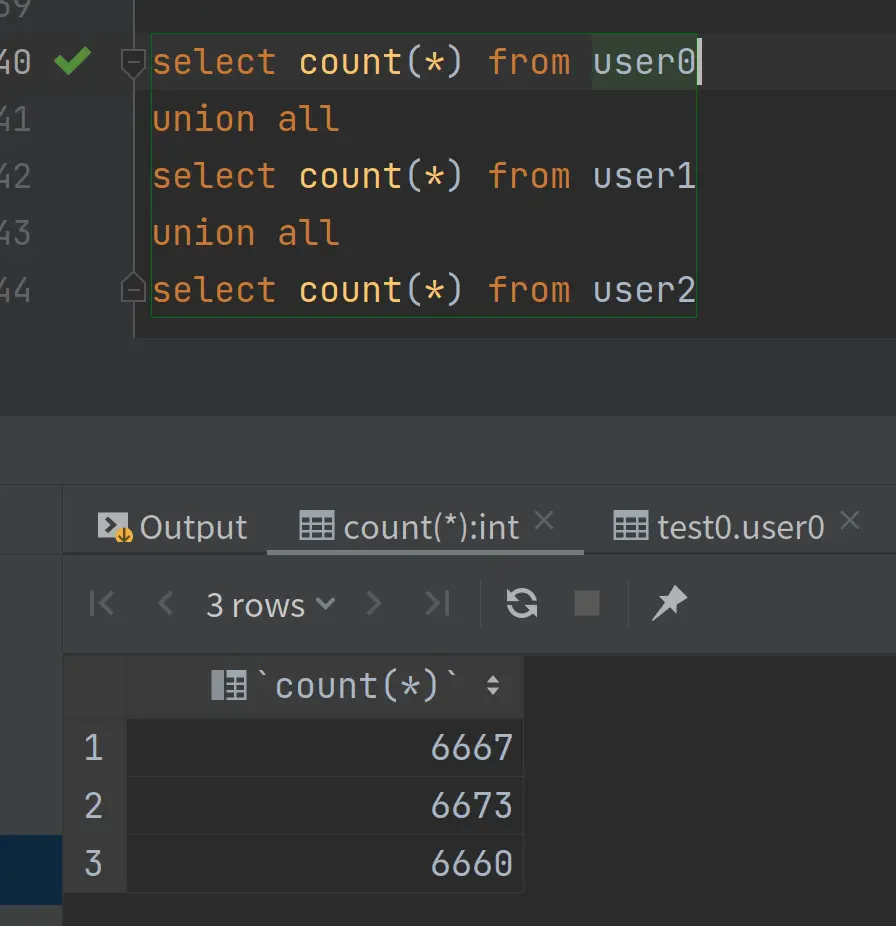 39
40 select count(*) from user0
41 union all
42 select count(*) from user1
43 union all
44 select count(*) from user2
Output count(*):int test0.user0
3 rows
`count(*)`
1 6667
2 6673
3 6660